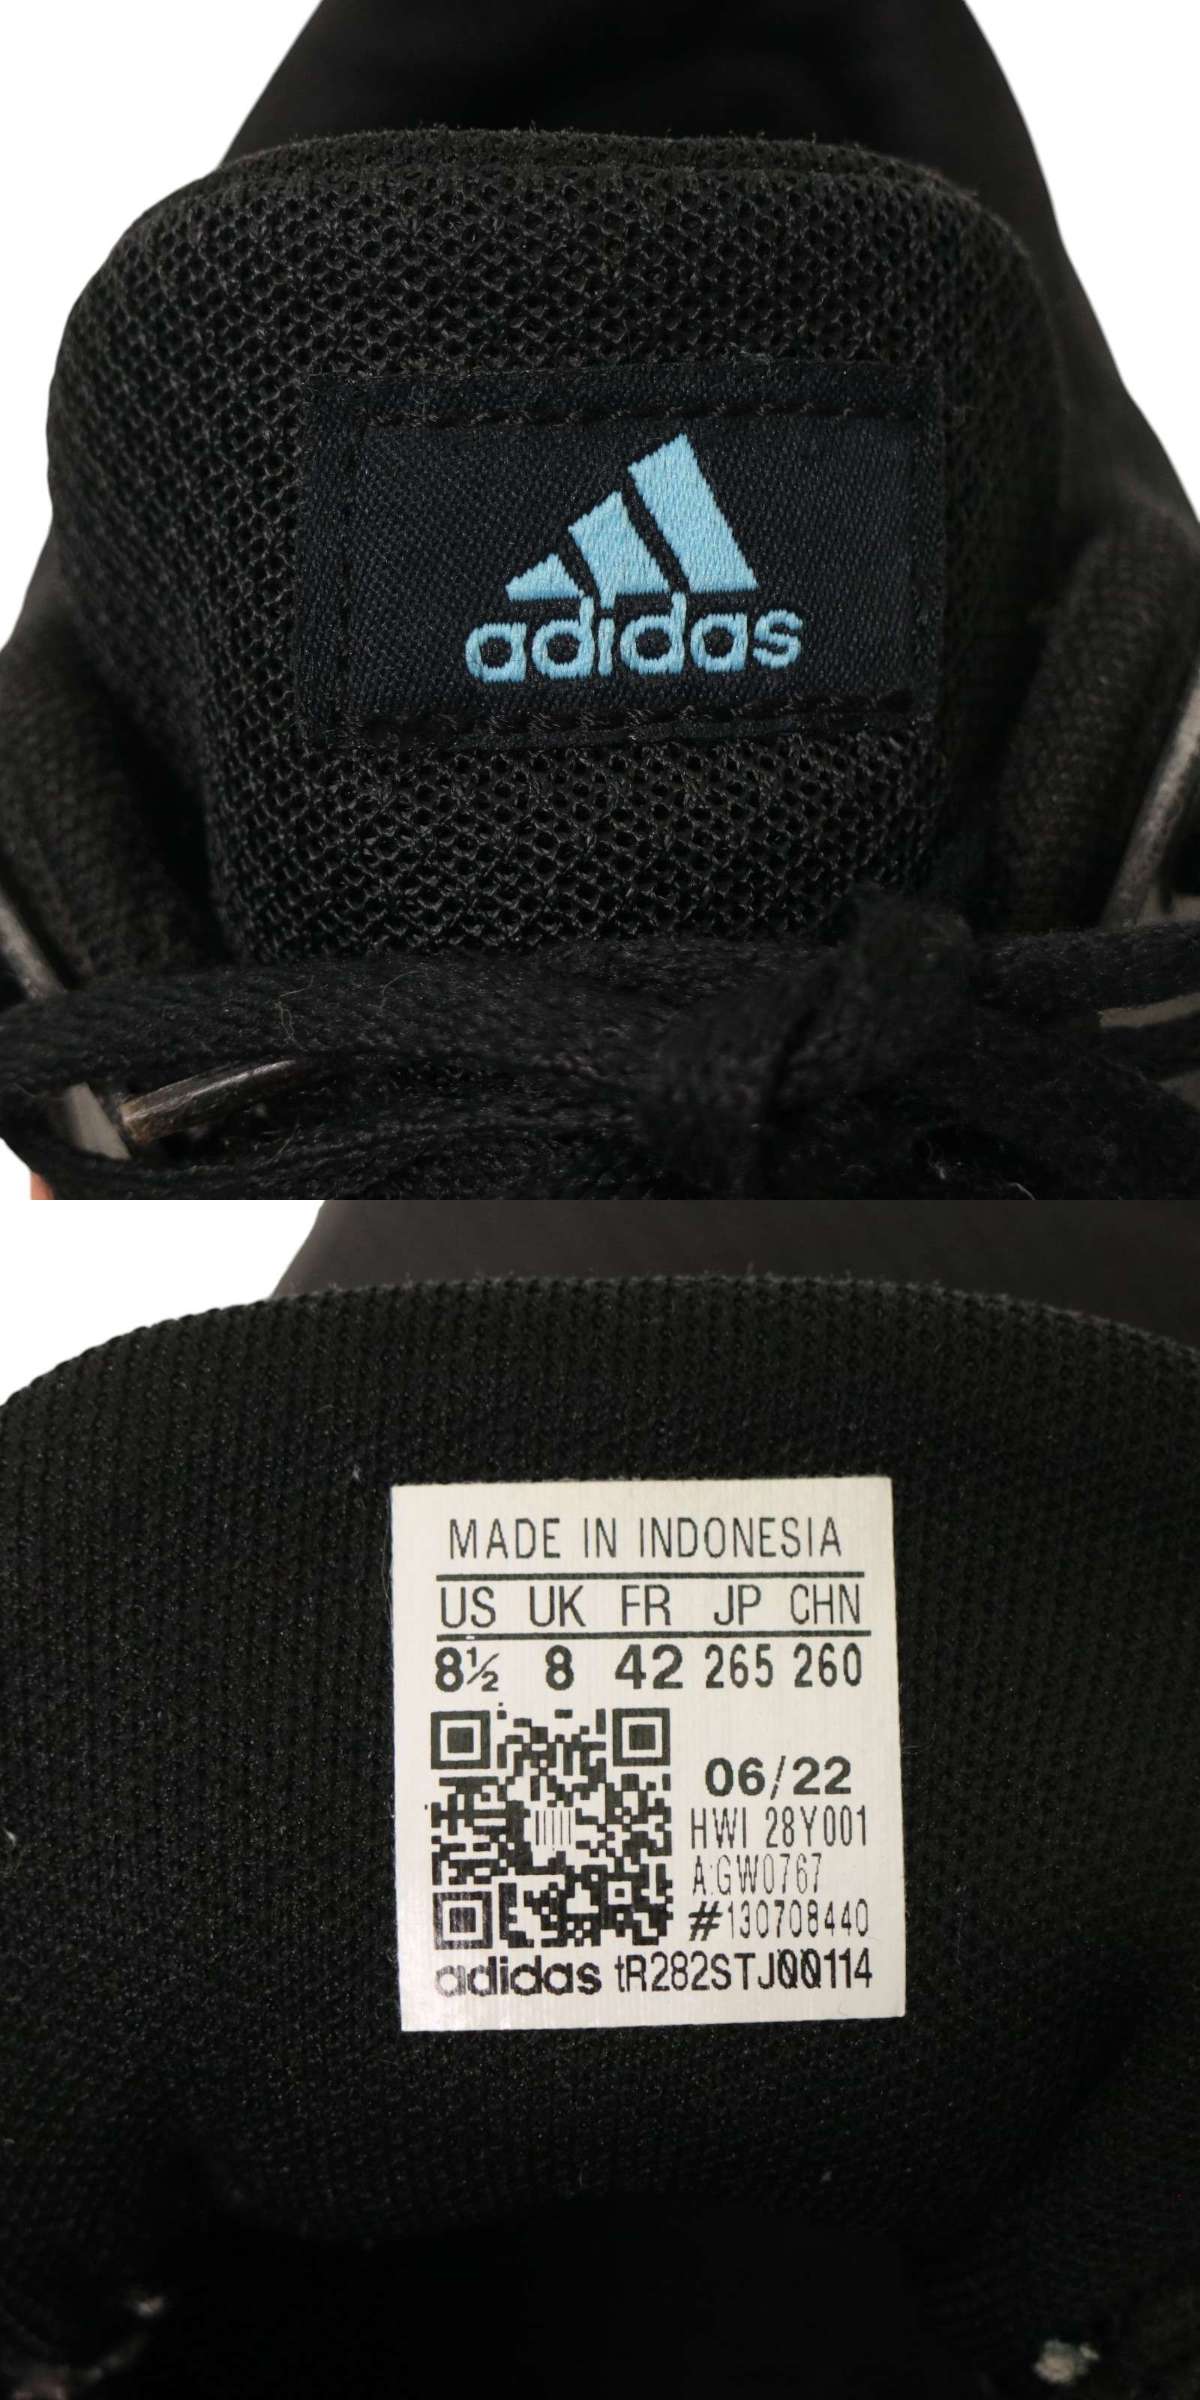 adidas
MADE IN INDONESIA
US UK FR JP CHN
8½ 8 42 265 260
06/22
HWI 28Y001
A:GW0767
#130708440
adidas tR282STJ00114